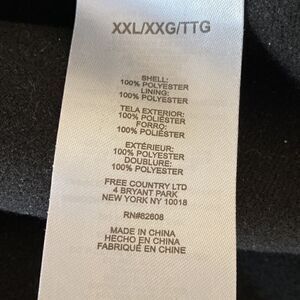 XXL/XXG/TTG
SHELL:
100% POLYESTER
LINING:
100% POLYESTER
TELA EXTERIOR:
100% POLIÉSTER
FORRO:
100% POLIÉSTER
EXTÉRIEUR:
100% POLYESTER
DOUBLURE:
100% POLYESTER
FREE COUNTRY LTD
4 BRYANT PARK
NEW YORK NY 10018
RN#82608
MADE IN CHINA
HECHO EN CHINA
FABRIQUÉ EN CHINE